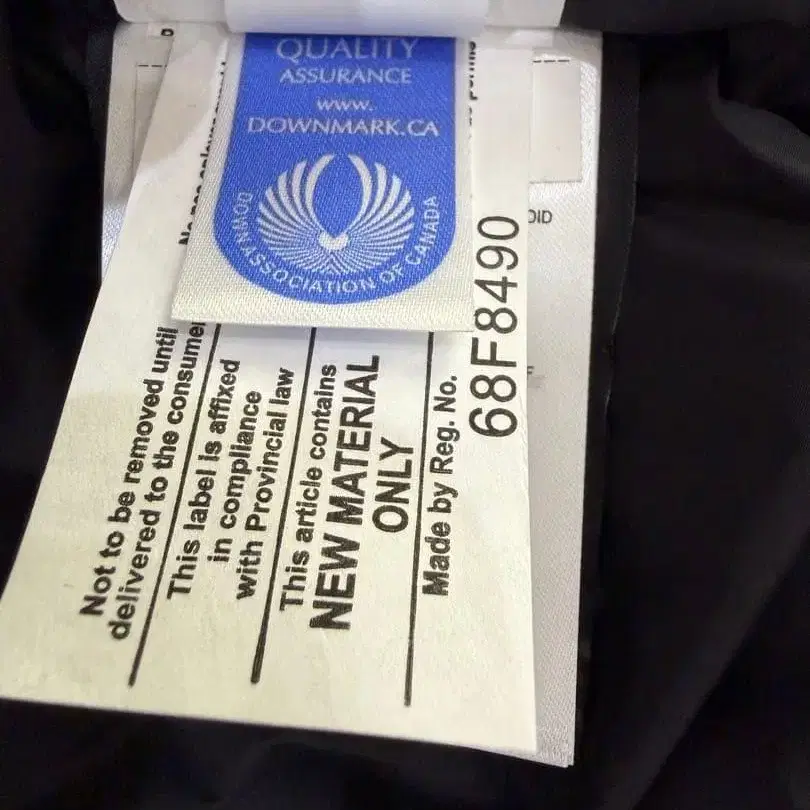 QUALITY
ASSURANCE
www.
DOWNMARK.CA
DOWN ASSOCIATION OF CANADA
Not to be removed until
delivered to the consumer
This label is affixed
in compliance
with Provincial law
This article contains
NEW MATERIAL
ONLY
Made by Reg. No.
68F8490